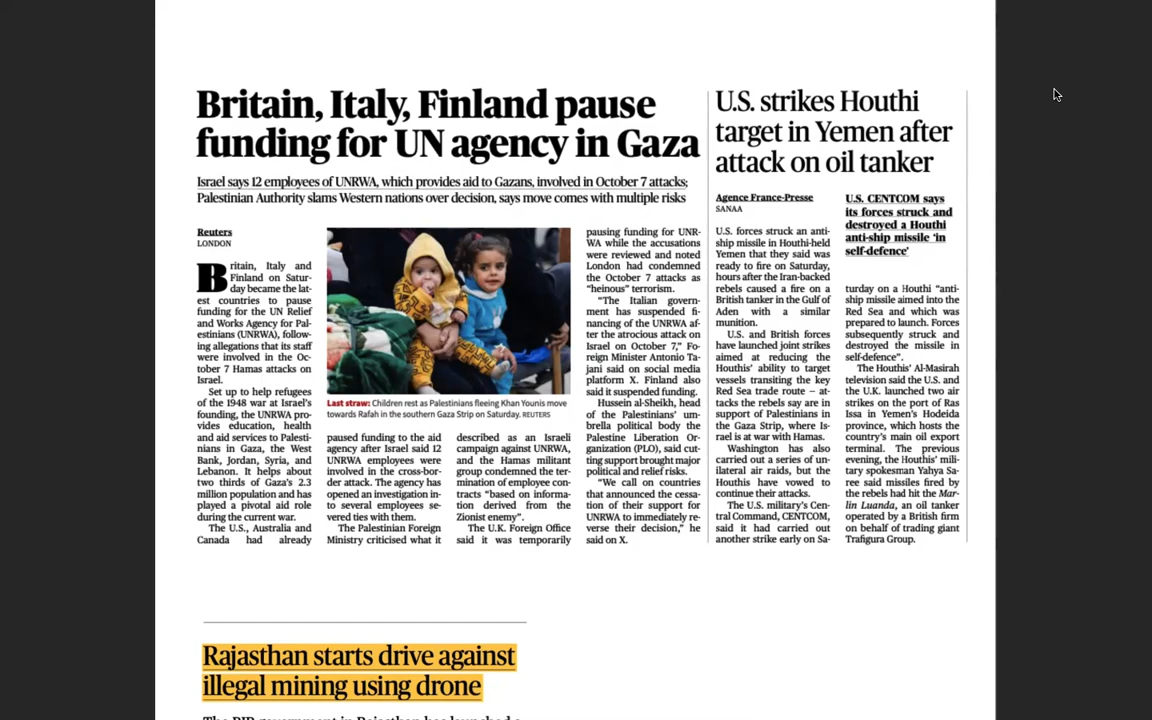 Britain, Italy, Finland pause
funding for UN agency in Gaza
Israel says 12 employees of UNRWA, which provides aid to Gazans, involved in October 7 attacks;
Palestinian Authority slams Western nations over decision, says move comes with multiple risks
Reuters
LONDON
Britain, Italy and
Finland on Satur-
day became the lat-
est countries to pause
funding for the UN Relief
and Works Agency for Pal-
estinians (UNRWA), follow-
ing allegations that its staff
were involved in the Oc-
tober 7 Hamas attacks on
Israel.
Set up to help refugees
of the 1948 war at Israel's
founding, the UNRWA pro-
vides education, health
and aid services to Palesti-
nians in Gaza, the West
Bank, Jordan, Syria, and
Lebanon. It helps about
two thirds of Gaza's 2.3
million population and has
played a pivotal aid role
during the current war.
The U.S., Australia and
Canada had already
Last straw: Children rest as Palestinians fleeing Khan Younis move
towards Rafah in the southern Gaza Strip on Saturday. REUTERS
paused funding to the aid
agency after Israel said 12
UNRWA employees were
involved in the cross-bor-
der attack. The agency has
opened an investigation in-
to several employees se-
vered ties with them.
The Palestinian Foreign
Ministry criticised what it
described as an Israeli
campaign against UNRWA,
and the Hamas militant
group condemned the ter-
mination of employee con-
tracts "based on informa-
tion derived from the
Zionist enemy".
The U.K. Foreign Office
said it was temporarily
pausing funding for UNR-
WA while the accusations
were reviewed and noted
London had condemned
the October 7 attacks as
"heinous" terrorism.
"The Italian govern-
ment has suspended fi-
nancing of the UNRWA af-
ter the atrocious attack on
Israel on October 7," Fo-
reign Minister Antonio Ta-
jani said on social media
platform X. Finland also
said it suspended funding.
Hussein al-Sheikh, head
of the Palestinians' um-
brella political body the
Palestine Liberation Or-
ganization (PLO), said cut-
ting support brought major
political and relief risks.
"We call on countries
that announced the cessa-
tion of their support for
UNRWA to immediately re-
verse their decision," he
said on X.
U.S. strikes Houthi
target in Yemen after
attack on oil tanker
Agence France-Presse
SANAA
U.S. forces struck an anti-
ship missile in Houthi-held
Yemen that they said was
ready to fire on Saturday,
hours after the Iran-backed
rebels caused a fire on a
British tanker in the Gulf of
Aden with a similar
munition.
U.S. and British forces
have launched joint strikes
aimed at reducing the
Houthis' ability to target
vessels transiting the key
Red Sea trade route – at-
tacks the rebels say are in
support of Palestinians in
the Gaza Strip, where Is-
rael is at war with Hamas.
Washington has also
carried out a series of un-
ilateral air raids, but the
Houthis have vowed to
continue their attacks.
The U.S. military's Cen-
tral Command, CENTCOM,
said it had carried out
another strike early on Sa-
U.S. CENTCOM says
its forces struck and
destroyed a Houthi
anti-ship missile 'in
self-defence'
turday on a Houthi "anti-
ship missile aimed into the
Red Sea and which was
prepared to launch. Forces
subsequently struck and
destroyed the missile in
self-defence".
The Houthis' Al-Masirah
television said the U.S. and
the U.K. launched two air
strikes on the port of Ras
Issa in Yemen's Hodeida
province, which hosts the
country's main oil export
terminal. The previous
evening, the Houthis' mili-
tary spokesman Yahya Sa-
ree said missiles fired by
the rebels had hit the Mar-
lin Luanda, an oil tanker
operated by a British firm
on behalf of trading giant
Trafigura Group.
Rajasthan starts drive against
illegal mining using drone
The BJP government in Rajasthan has launched a